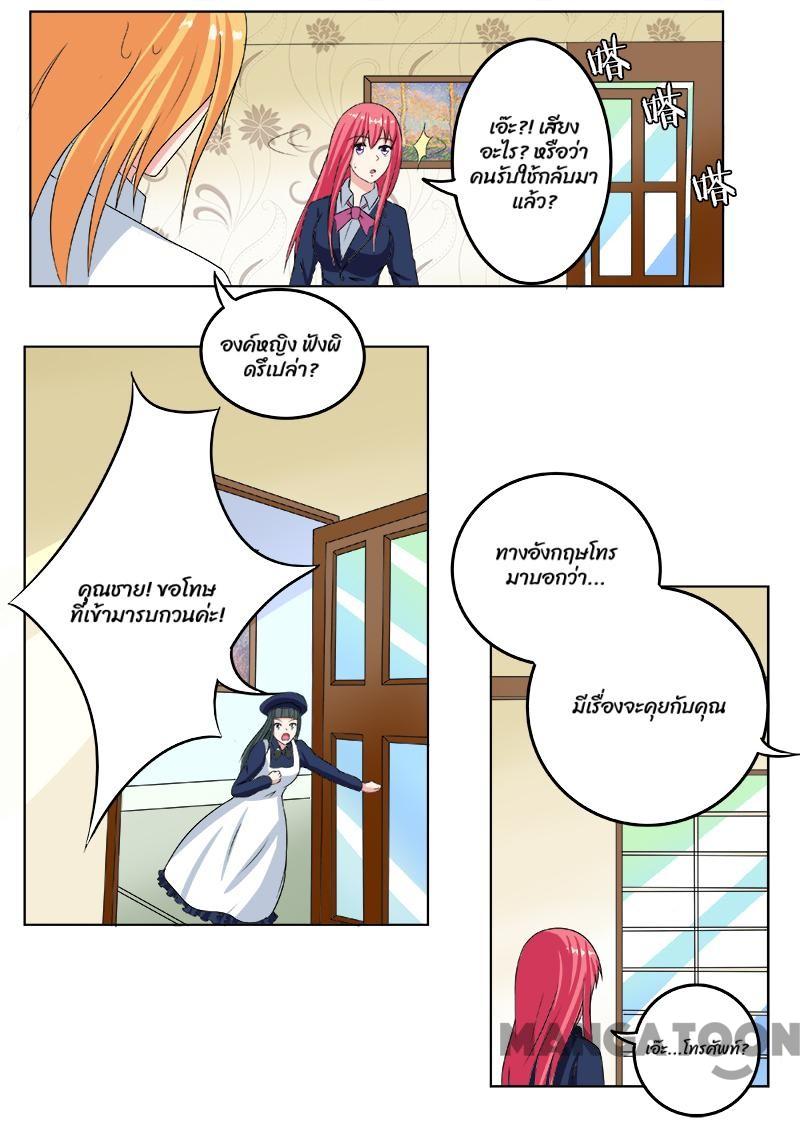 เอ๊ะ?! เสียง
อะไร? หรือว่า
คนรับใช้กลับมา
แล้ว?
嗒
嗒
嗒
องค์หญิง ฟังผิ
ดรึเปล่า?
คุณชาย! ขอโทษ
ที่เข้ามารบกวนค่ะ!
ทางอังกฤษโทร
มาบอกว่า...
มีเรื่องจะคุยกับคุณ
เอ๊ะ...โทรศัพท์?
MANGATOON